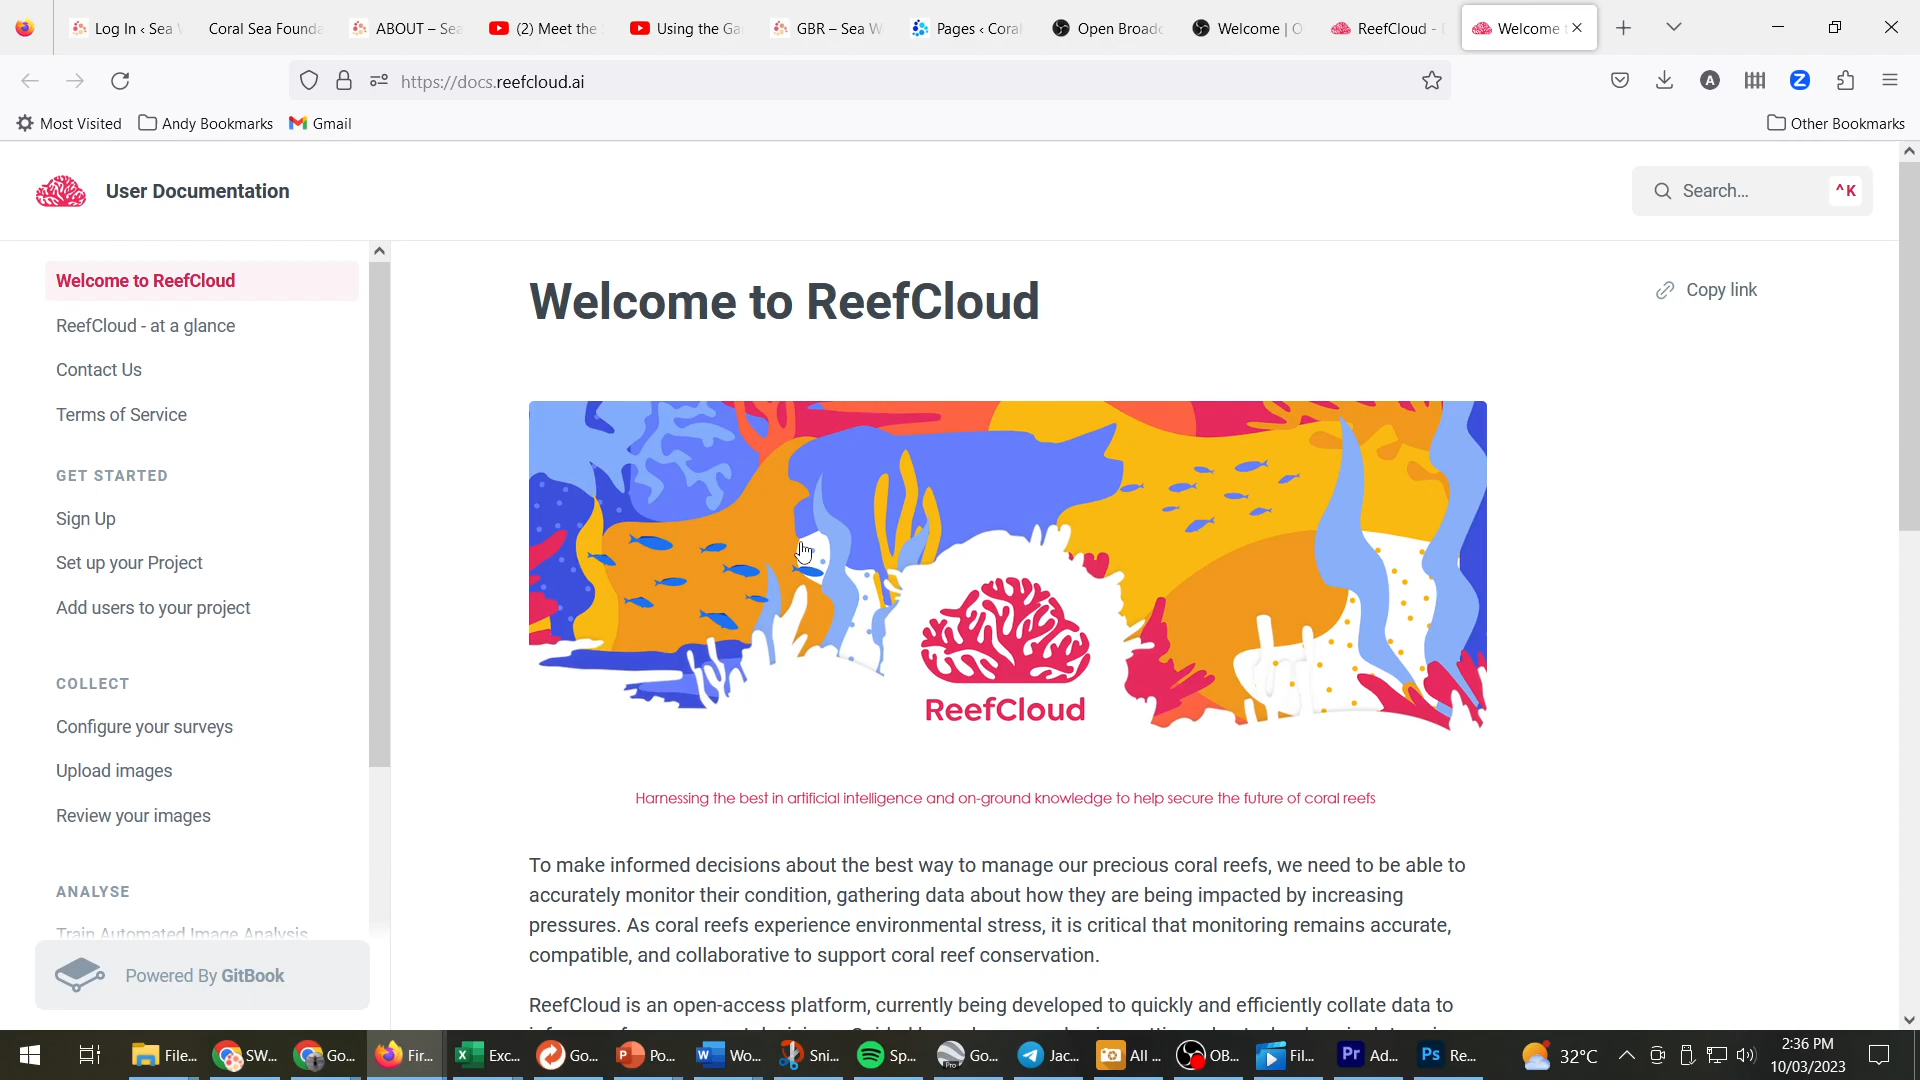 Log In ‹ Sea
Coral Sea Founda
ABOUT – Sea
(2) Meet the
Using the Ga
GBR – Sea W
Pages ‹ Coral
Open Broadc
Welcome | O
ReefCloud -
Welcome
https://docs.reefcloud.ai
Most Visited
Andy Bookmarks
Gmail
Other Bookmarks
User Documentation
Search...
^K
Welcome to ReefCloud
ReefCloud - at a glance
Contact Us
Terms of Service
GET STARTED
Sign Up
Set up your Project
Add users to your project
COLLECT
Configure your surveys
Upload images
Review your images
ANALYSE
Train Automated Image Analysis
Powered By GitBook
Welcome to ReefCloud
Copy link
ReefCloud
Harnessing the best in artificial intelligence and on-ground knowledge to help secure the future of coral reefs
To make informed decisions about the best way to manage our precious coral reefs, we need to be able to
accurately monitor their condition, gathering data about how they are being impacted by increasing
pressures. As coral reefs experience environmental stress, it is critical that monitoring remains accurate,
compatible, and collaborative to support coral reef conservation.
ReefCloud is an open-access platform, currently being developed to quickly and efficiently collate data to
File...
SW...
Go...
Fir...
Exc...
Go...
Po...
Wo...
Sni...
Sp...
Go...
Jac...
All ...
OB...
Fil...
Ad...
Re...
32°C
2:36 PM
10/03/2023